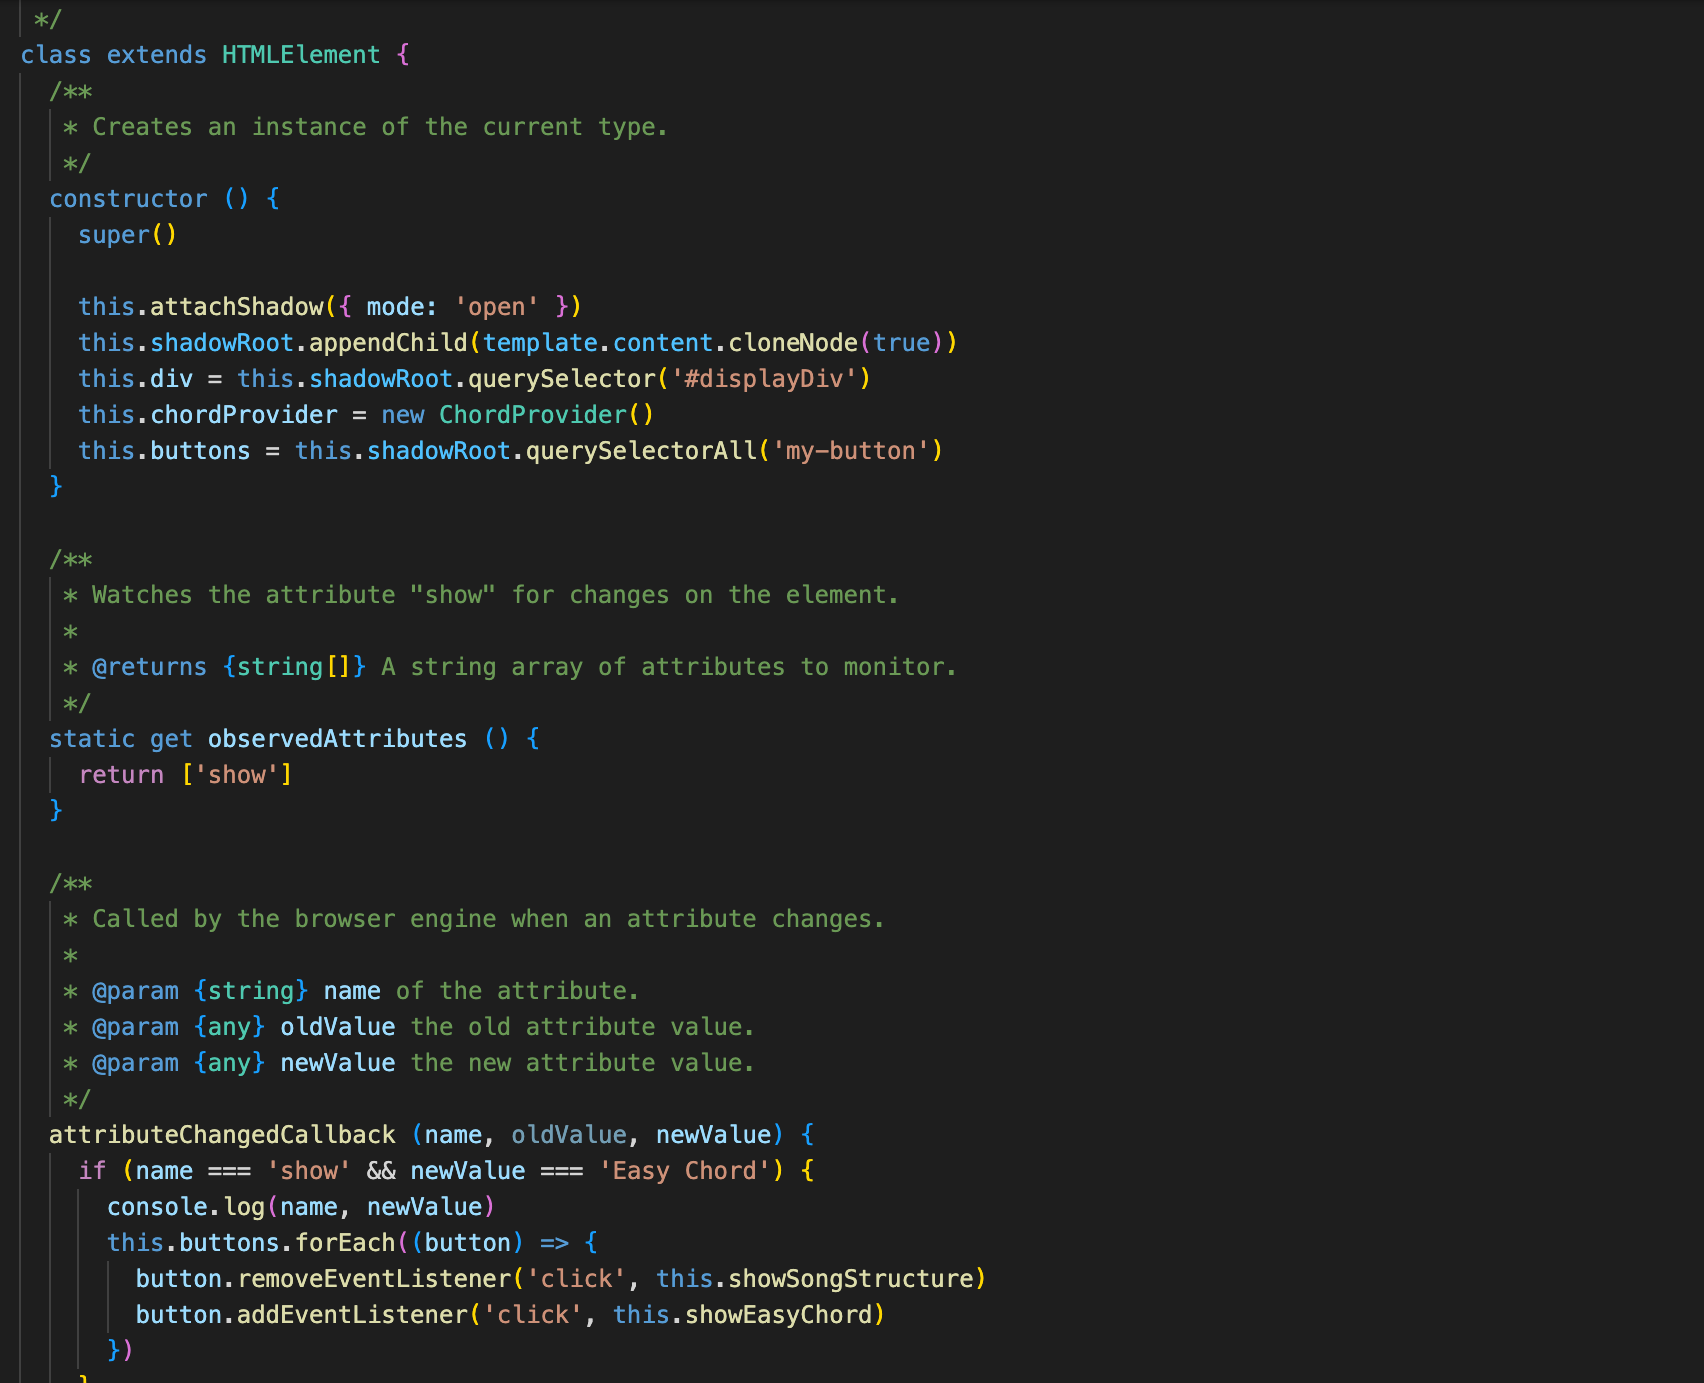 */
class extends HTMLElement {
/**
* Creates an instance of the current type.
*/
constructor () {
super()
this.attachShadow({ mode: 'open' })
this.shadowRoot.appendChild(template.content.cloneNode(true))
this.div = this.shadowRoot.querySelector('#displayDiv')
this.chordProvider = new ChordProvider()
this.buttons = this.shadowRoot.querySelectorAll('my-button')
}
/**
* Watches the attribute "show" for changes on the element.
*
* @returns {string[]} A string array of attributes to monitor.
*/
static get observedAttributes () {
return ['show']
}
/**
* Called by the browser engine when an attribute changes.
*
* @param {string} name of the attribute.
* @param {any} oldValue the old attribute value.
* @param {any} newValue the new attribute value.
*/
attributeChangedCallback (name, oldValue, newValue) {
if (name === 'show' && newValue === 'Easy Chord') {
console.log(name, newValue)
this.buttons.forEach((button) => {
button.removeEventListener('click', this.showSongStructure)
button.addEventListener('click', this.showEasyChord)
})
}